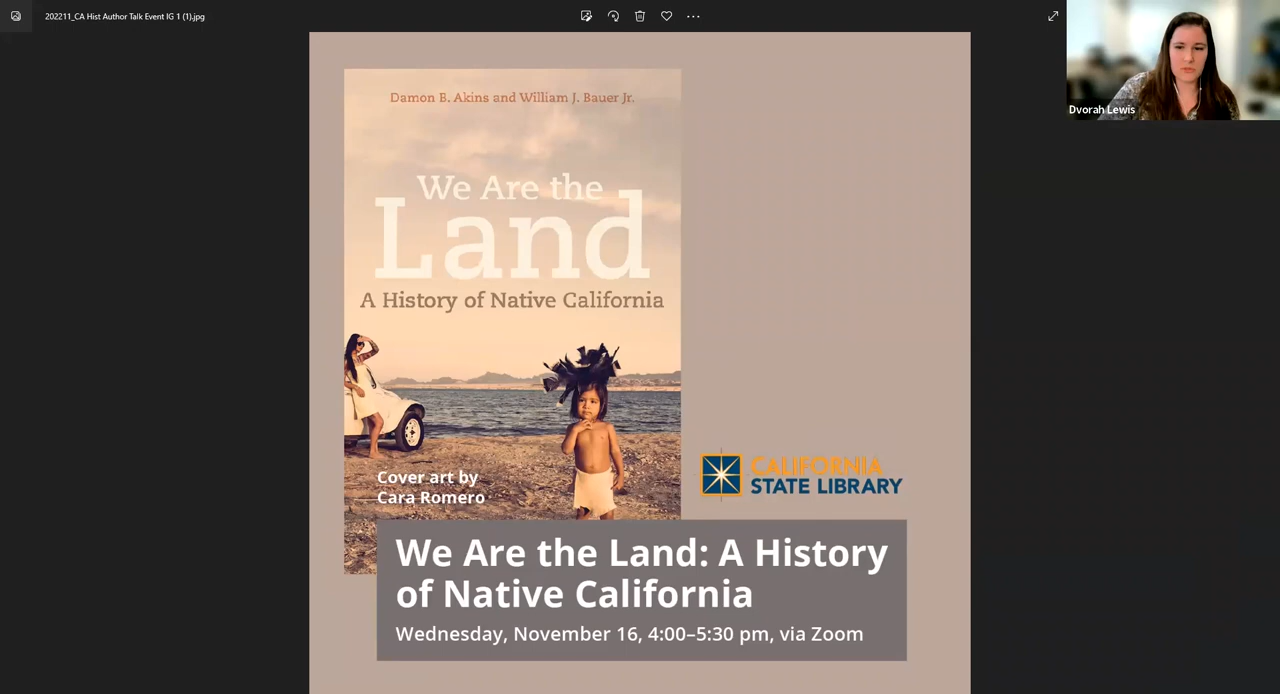 202211_CA Hist Author Talk Event IG 1 (1).jpg
Dvorah Lewis
Damon B. Akins and William J. Bauer Jr.
We Are the
Land
A History of Native California
Cover art by
Cara Romero
CALIFORNIA
STATE LIBRARY
We Are the Land: A History
of Native California
Wednesday, November 16, 4:00–5:30 pm, via Zoom